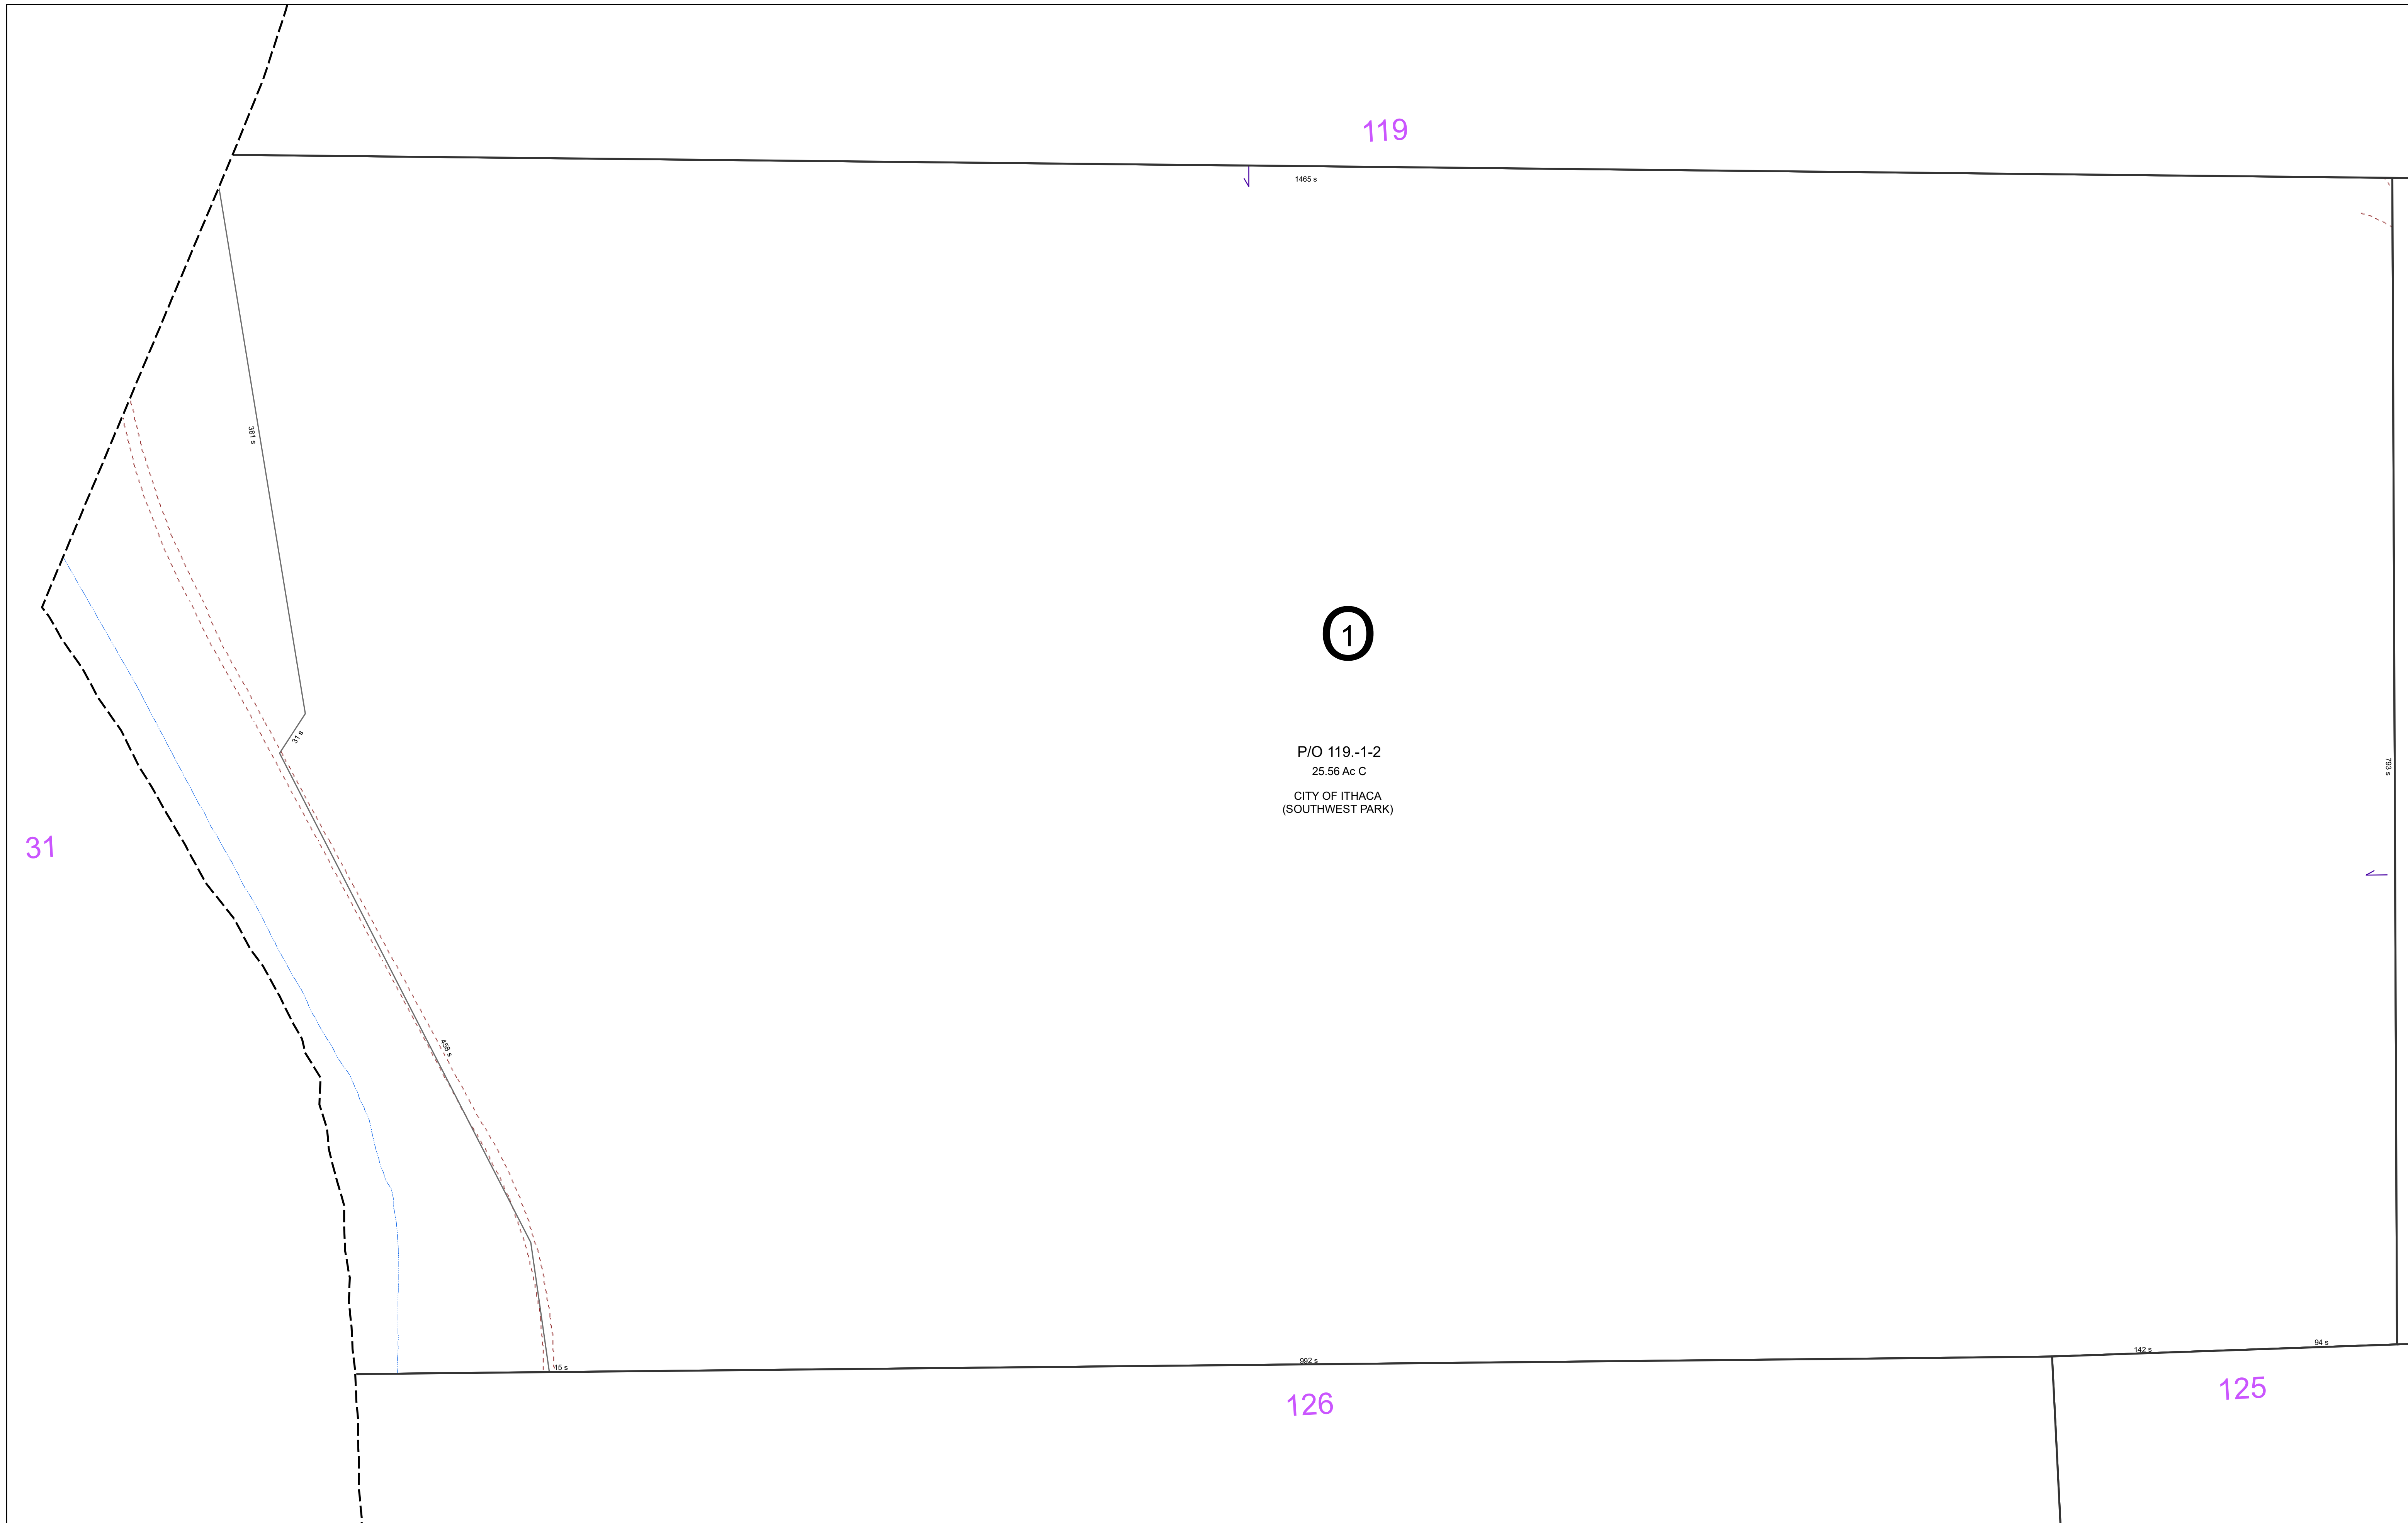 119
1465 s
381 s
1
31 s
P/O 119.-1-2
25.56 Ac C
CITY OF ITHACA
(SOUTHWEST PARK)
793 s
31
458 s
94 s
142 s
992 s
15 s
125
126